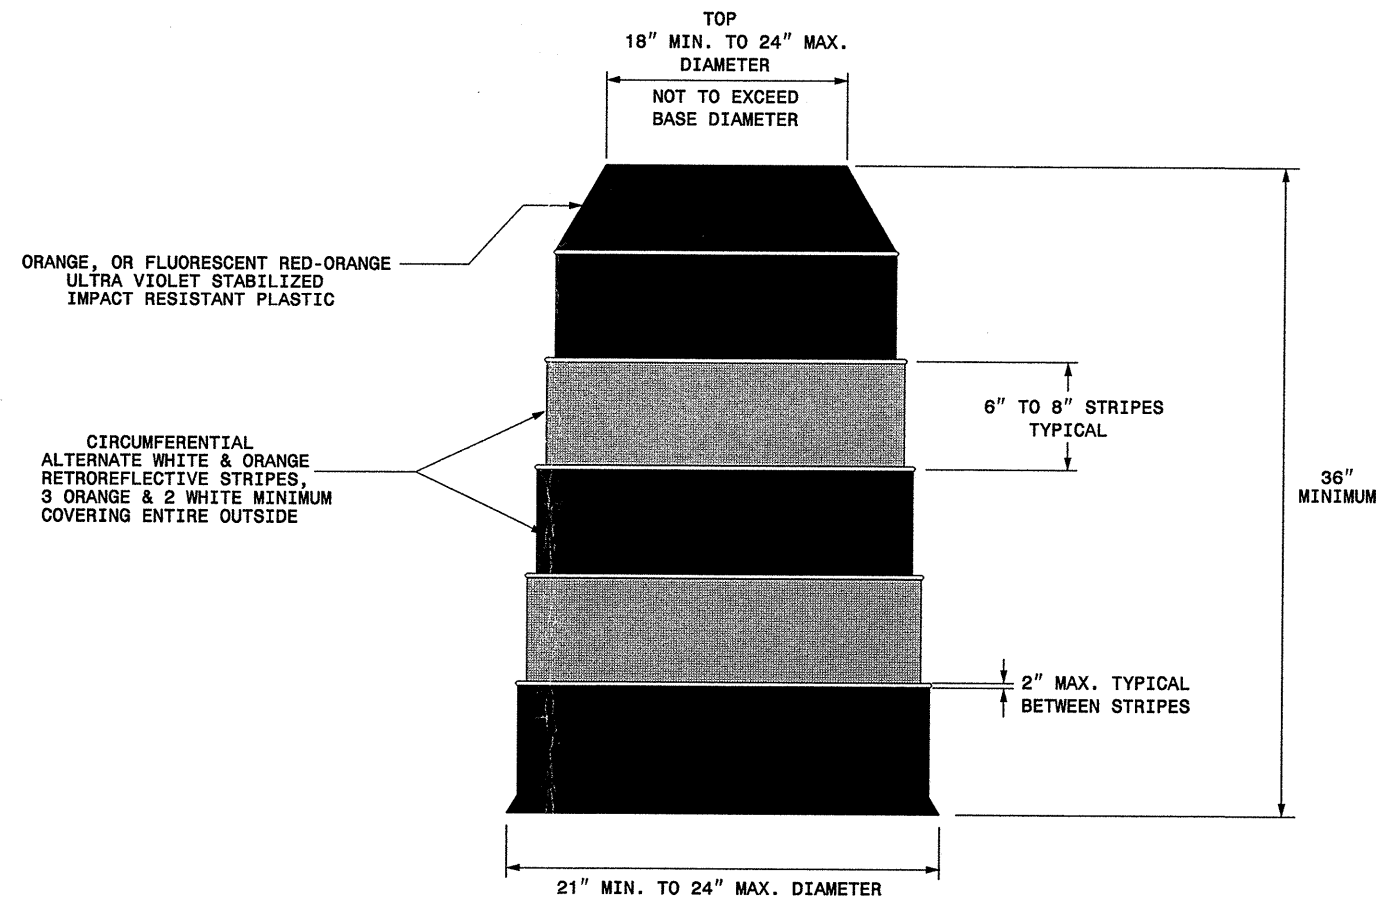 TOP
18" MIN. TO 24" MAX.
DIAMETER
NOT TO EXCEED
BASE DIAMETER
ORANGE, OR FLUORESCENT RED-ORANGE
ULTRA VIOLET STABILIZED
IMPACT RESISTANT PLASTIC
6" TO 8" STRIPES
TYPICAL
CIRCUMFERENTIAL
ALTERNATE WHITE & ORANGE
RETROREFLECTIVE STRIPES,
3 ORANGE & 2 WHITE MINIMUM
COVERING ENTIRE OUTSIDE
36"
MINIMUM
2" MAX. TYPICAL
BETWEEN STRIPES
21" MIN. TO 24" MAX. DIAMETER